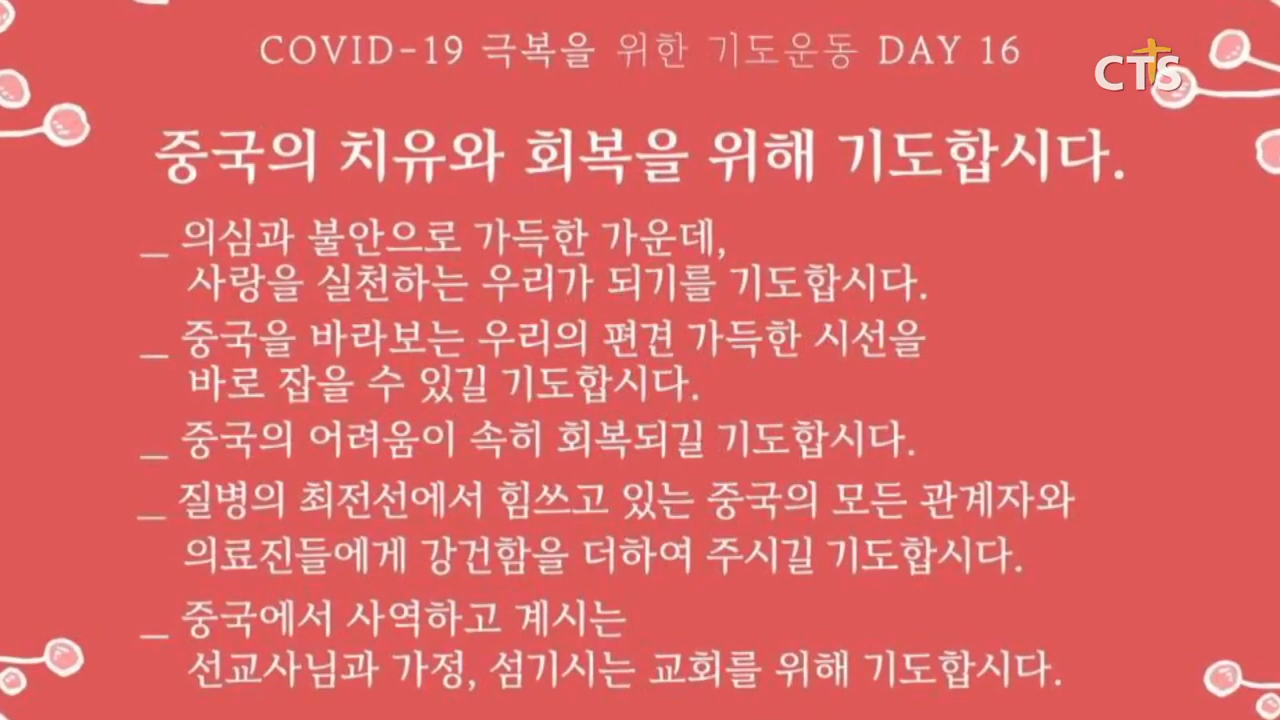 COVID-19 극복을 위한 기도운동 DAY 16
CTS
중국의 치유와 회복을 위해 기도합시다.
_ 의심과 불안으로 가득한 가운데,
사랑을 실천하는 우리가 되기를 기도합시다.
_ 중국을 바라보는 우리의 편견 가득한 시선을
바로 잡을 수 있길 기도합시다.
_ 중국의 어려움이 속히 회복되길 기도합시다.
_ 질병의 최전선에서 힘쓰고 있는 중국의 모든 관계자와
의료진들에게 강건함을 더하여 주시길 기도합시다.
_ 중국에서 사역하고 계시는
선교사님과 가정, 섬기시는 교회를 위해 기도합시다.